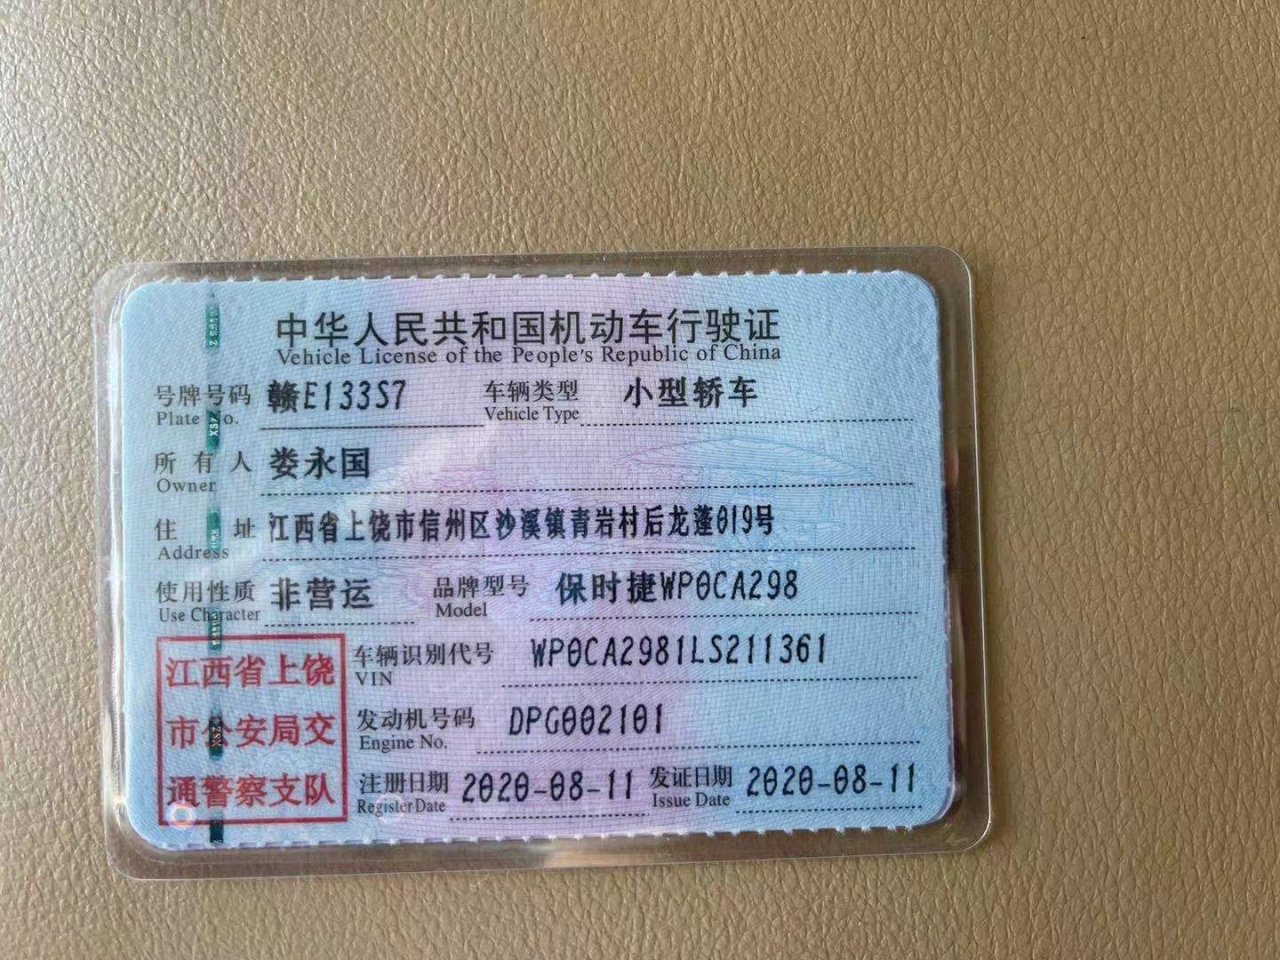 中华人民共和国机动车行驶证
Vehicle License of the People's Republic of China
号牌号码 赣E133S7 车辆类型 小型轿车
Plate No. Vehicle Type
所有人 娄永国
Owner
住址 江西省上饶市信州区沙溪镇青岩村后龙蓬019号
Address
使用性质 非营运 品牌型号 保时捷WP0CA298
Use Character Model
江西省上饶 车辆识别代号 WP0CA2981LS211361
VIN
市公安局交 发动机号码 DPG002101
Engine No.
通警察支队 注册日期 2020-08-11 发证日期 2020-08-11
Register Date Issue Date